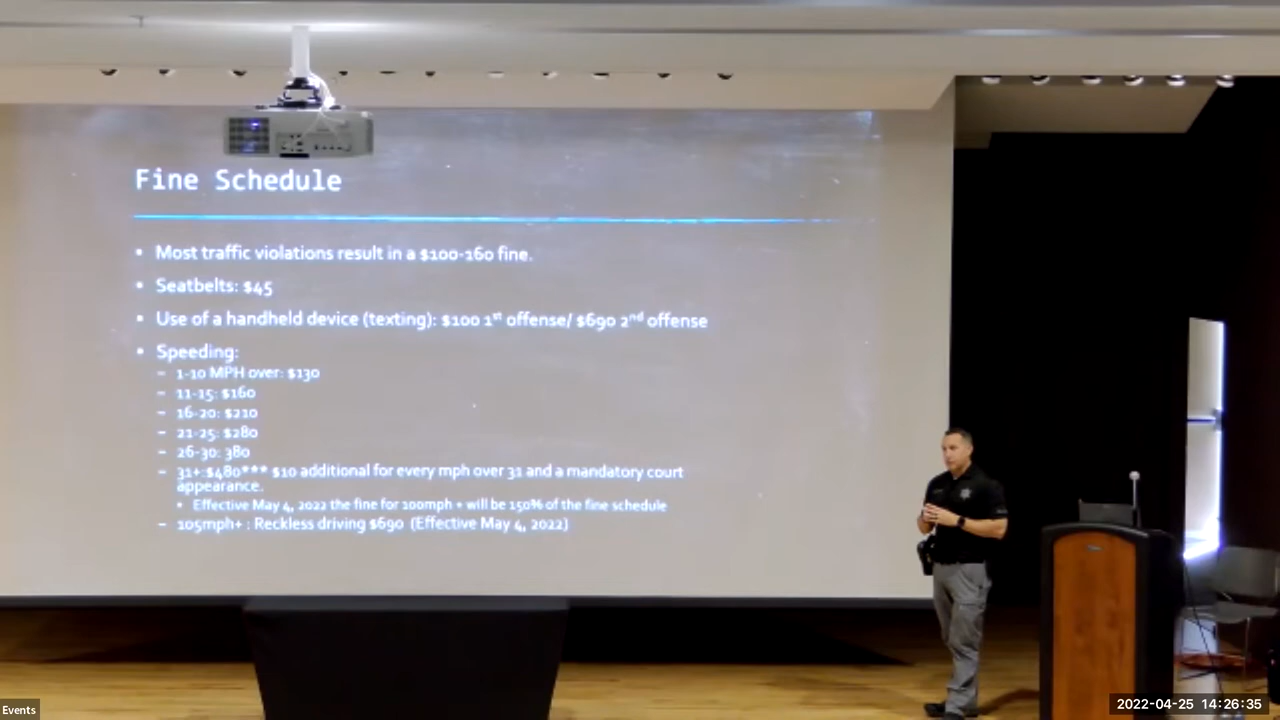 Fine Schedule
• Most traffic violations result in a $100-160 fine.
• Seatbelts: $45
• Use of a handheld device (texting): $100 1st offense/ $690 2nd offense
• Speeding:
– 1-10 MPH over: $130
– 11-15: $160
– 16-20: $210
– 21-25: $280
– 26-30: 380
– 31+:$480*** $10 additional for every mph over 31 and a mandatory court
appearance.
• Effective May 4, 2022 the fine for 100mph + will be 150% of the fine schedule
– 105mph+ : Reckless driving $690 (Effective May 4, 2022)
Events
2022-04-25 14:26:35